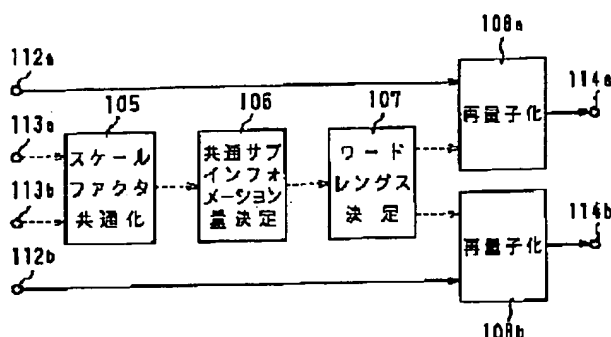 108a
112a
114a
105
106
107
113a
再量子化
スケール
ファクタ
共通化
共通サブ
インフォ
メーション
量決定
ワード
レングス
決定
113b
114b
再量子化
112b
108b